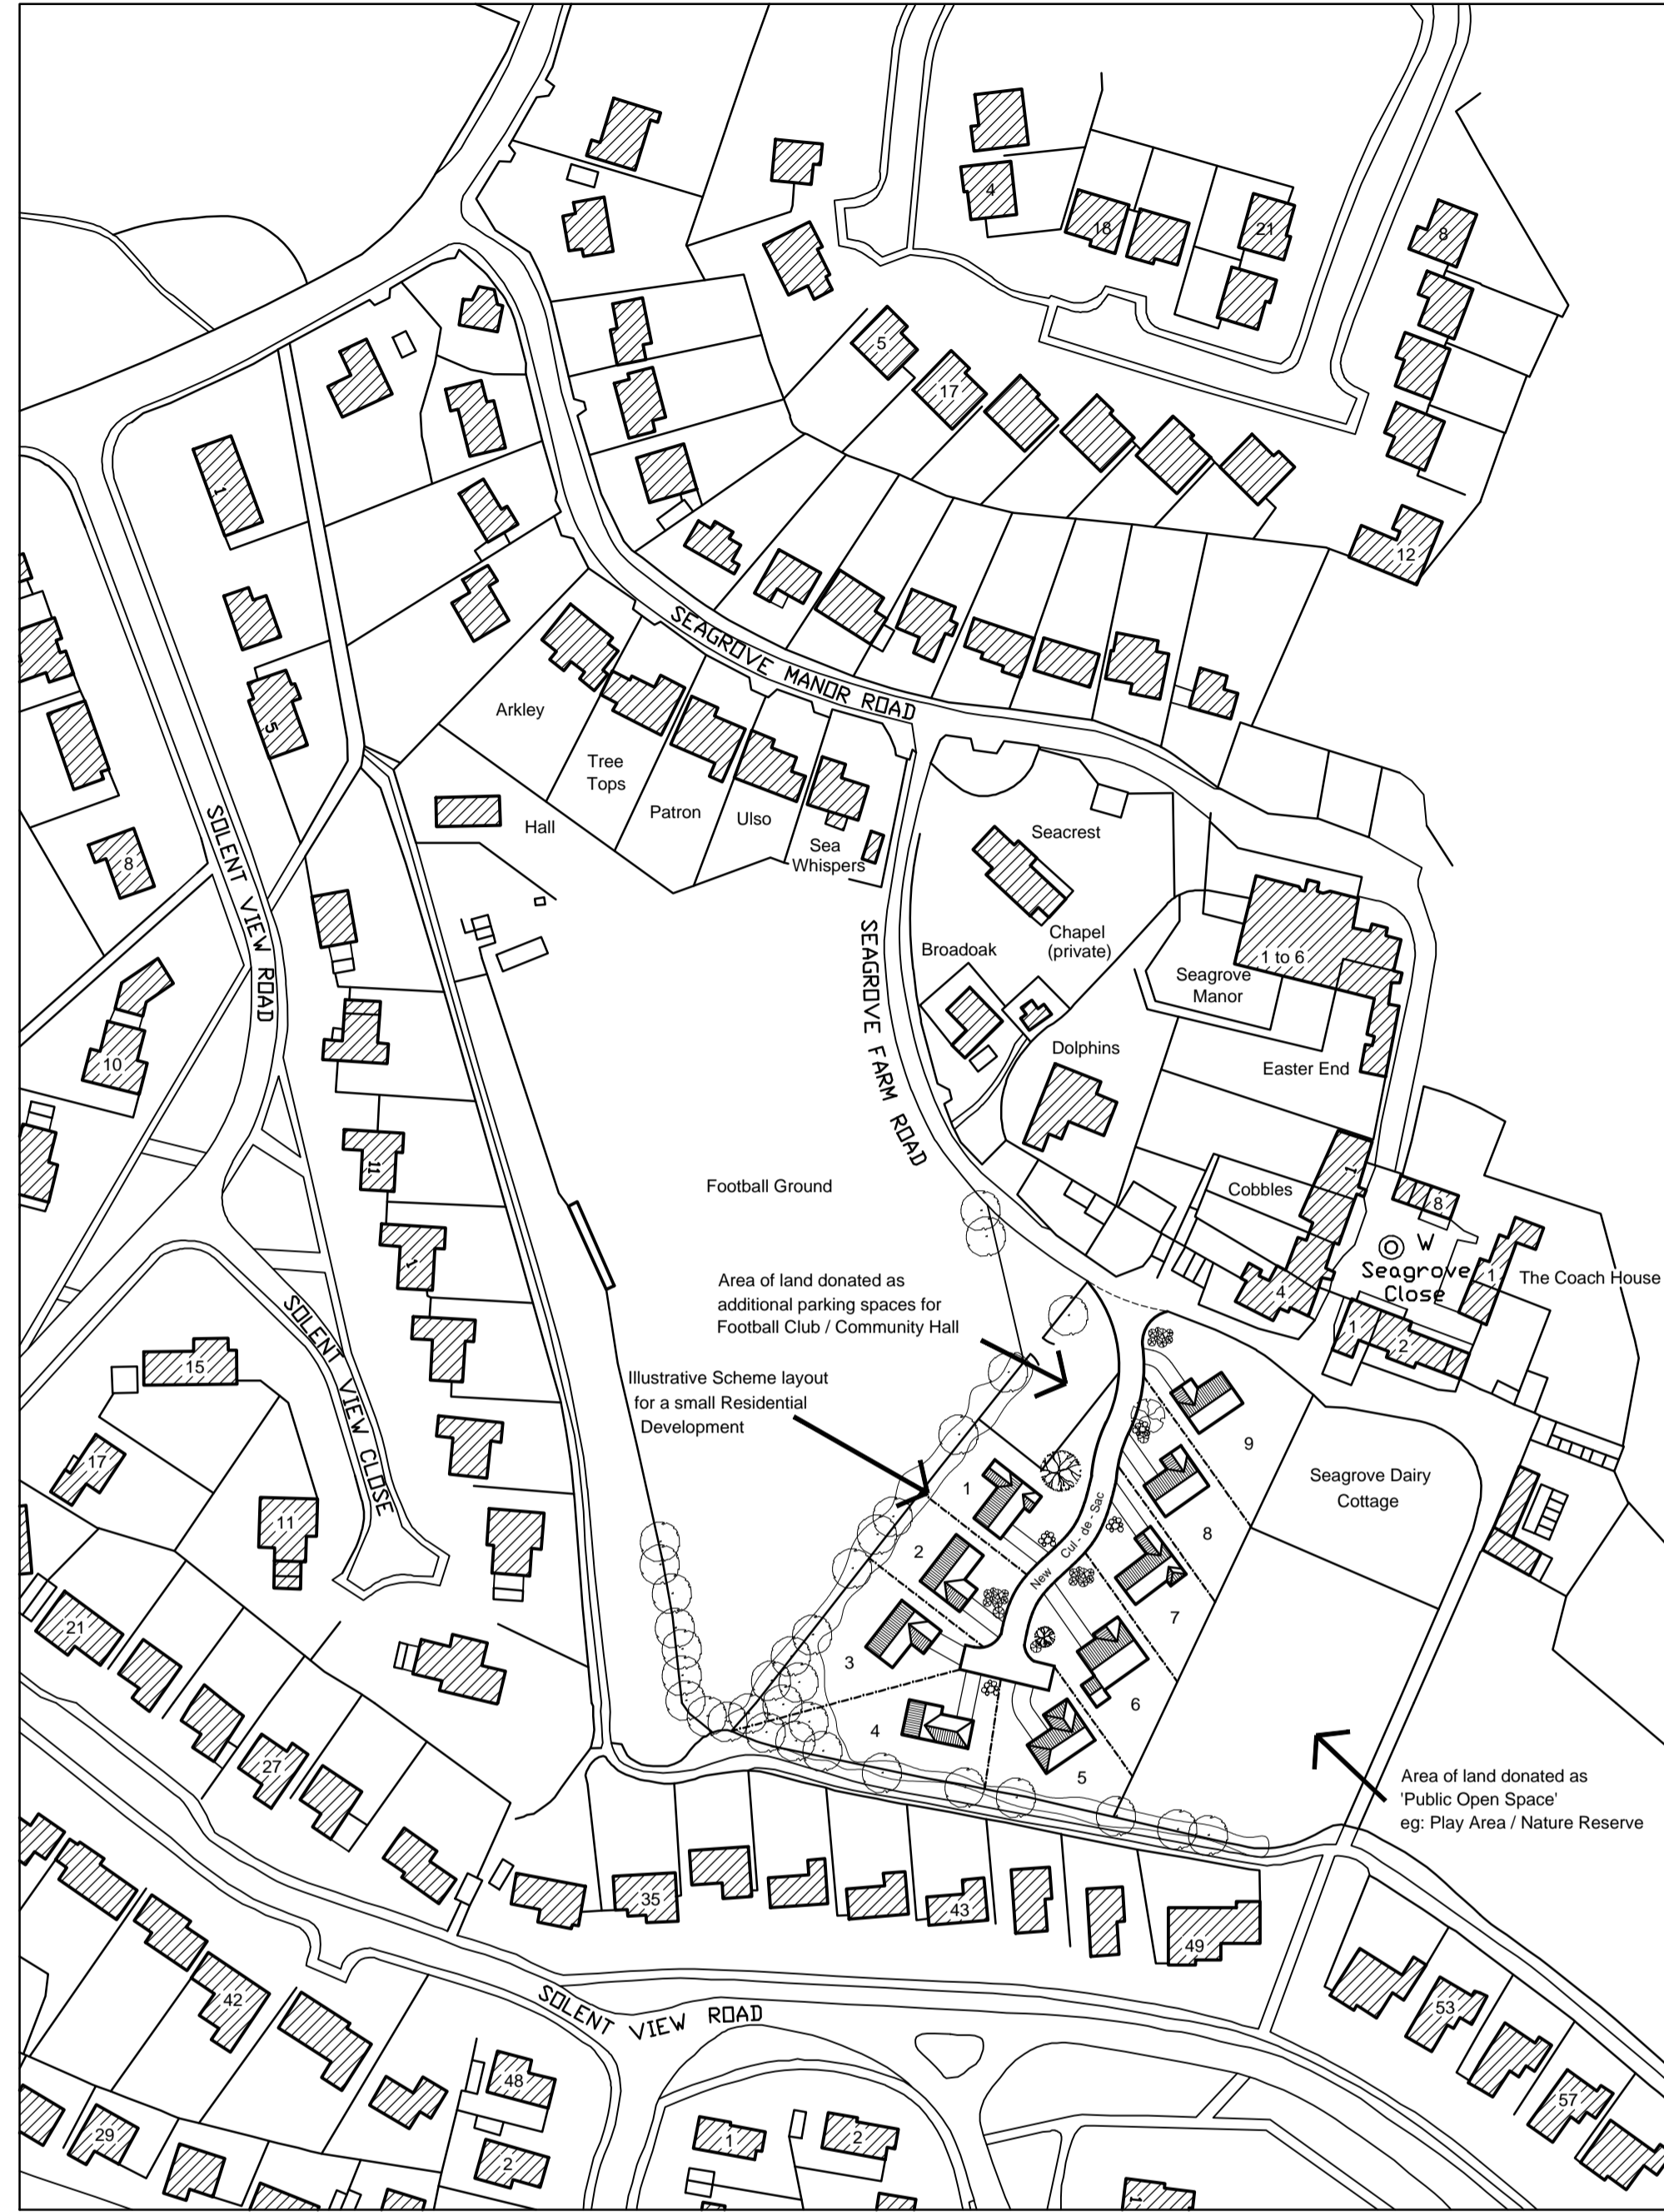 4
18
21
8
5
17
1
12
SEAGROVE MANOR ROAD
5
Arkley
Tree
Tops
Patron
Ulso
Sea
Whispers
Hall
Seacrest
8
SOLENT VIEW ROAD
Chapel
(private)
Broadoak
1 to 6
Seagrove
Manor
SEAGROVE FARM ROAD
10
Dolphins
Easter End
11
Football Ground
Cobbles
1
8
W
Seagrove
Close
1
The Coach House
1
4
1
2
Area of land donated as
additional parking spaces for
Football Club / Community Hall
SOLENT VIEW CLOSE
15
Illustrative Scheme layout
for a small Residential
Development
17
11
9
Seagrove Dairy
Cottage
1
New Cul - de - Sac
8
2
7
21
3
6
4
5
27
Area of land donated as
'Public Open Space'
eg: Play Area / Nature Reserve
35
43
49
42
SOLENT VIEW ROAD
53
48
57
29
2
1
2
1